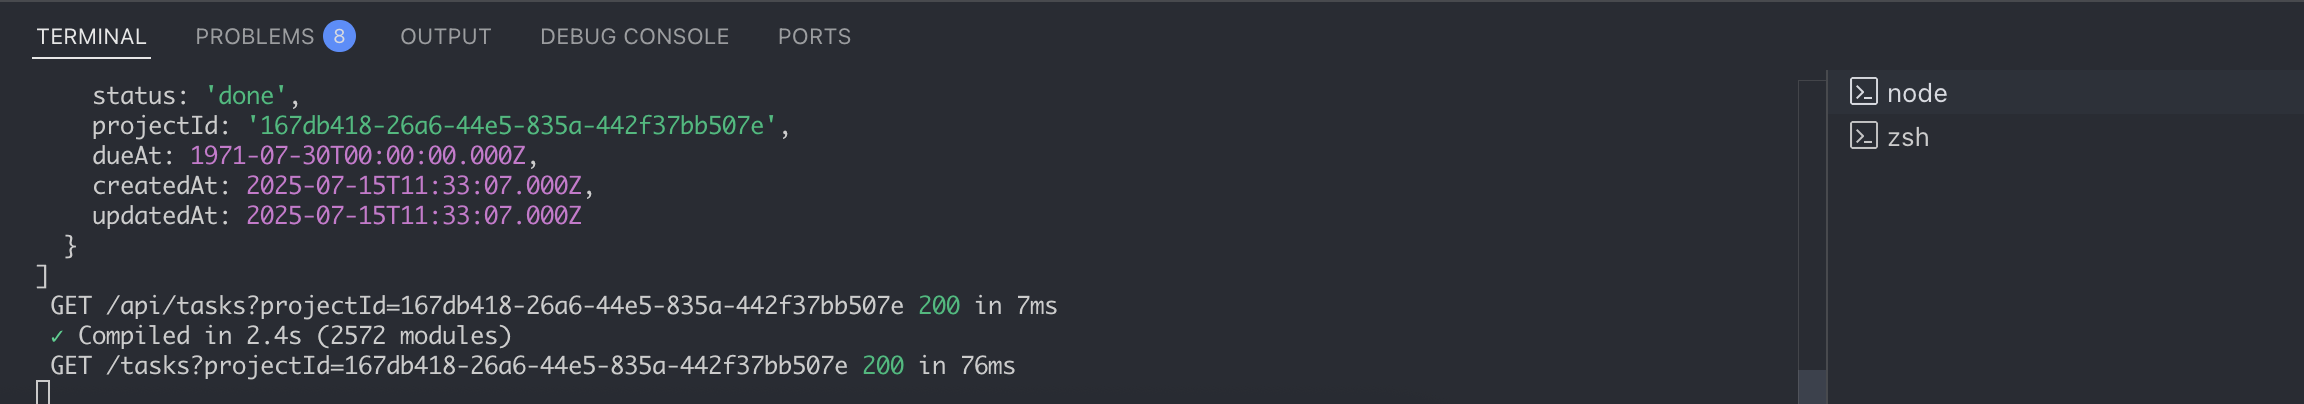 TERMINAL PROBLEMS 8 OUTPUT DEBUG CONSOLE PORTS
status: 'done',
projectId: '167db418-26a6-44e5-835a-442f37bb507e',
dueAt: 1971-07-30T00:00:00.000Z,
createdAt: 2025-07-15T11:33:07.000Z,
updatedAt: 2025-07-15T11:33:07.000Z
}
]
GET /api/tasks?projectId=167db418-26a6-44e5-835a-442f37bb507e 200 in 7ms
✓ Compiled in 2.4s (2572 modules)
GET /tasks?projectId=167db418-26a6-44e5-835a-442f37bb507e 200 in 76ms
node
zsh